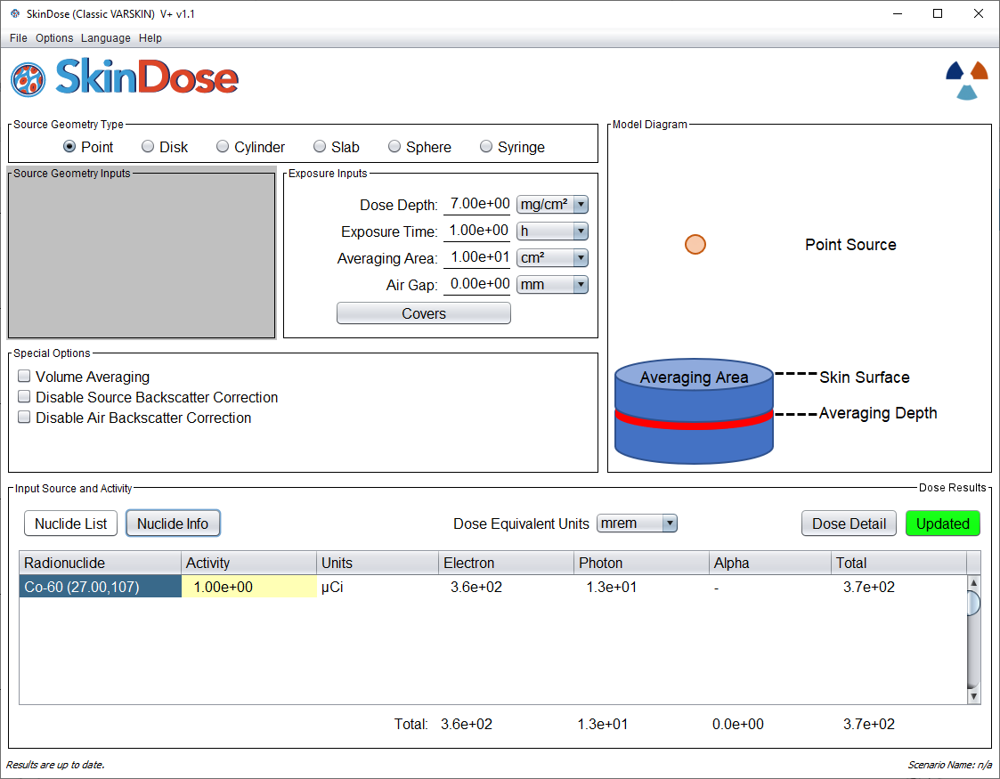 SkinDose (Classic VARSKIN) V+ v1.1
File Options Language Help
SkinDose
Source Geometry Type
Point Disk Cylinder Slab Sphere Syringe
Source Geometry Inputs
Exposure Inputs
Dose Depth: 7.00e+00 mg/cm²
Exposure Time: 1.00e+00 h
Averaging Area: 1.00e+01 cm²
Air Gap: 0.00e+00 mm
Covers
Special Options
Volume Averaging
Disable Source Backscatter Correction
Disable Air Backscatter Correction
Model Diagram
Point Source
Averaging Area
Skin Surface
Averaging Depth
Input Source and Activity
Dose Results
Nuclide List Nuclide Info Dose Equivalent Units mrem Dose Detail Updated
Radionuclide Activity Units Electron Photon Alpha Total
Co-60 (27.00,107) 1.00e+00 µCi 3.6e+02 1.3e+01 - 3.7e+02
Total: 3.6e+02 1.3e+01 0.0e+00 3.7e+02
Results are up to date.
Scenario Name: n/a